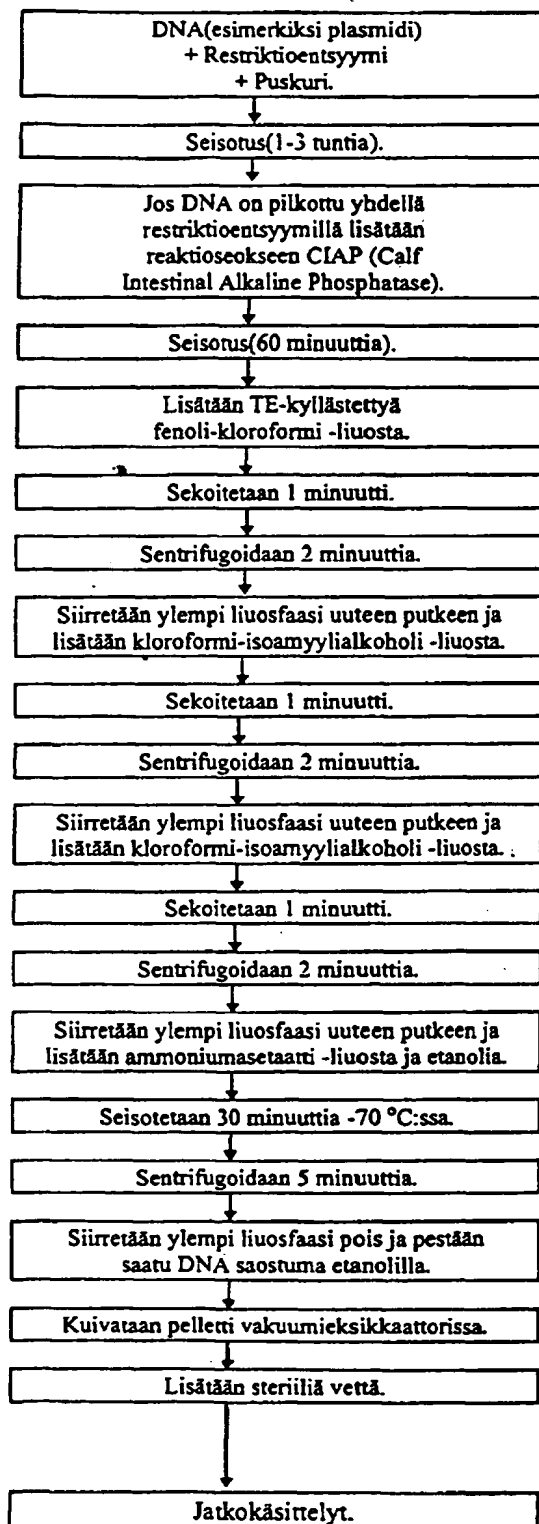 DNA(esimerkiksi plasmidi)
+ Restriktioentsyymi
+ Puskuri.
Seisotus(1-3 tuntia).
Jos DNA on pilkottu yhdellä
restriktioentsyymillä lisätään
reaktioseokseen CIAP (Calf
Intestinal Alkaline Phosphatase).
Seisotus(60 minuuttia).
Lisätään TE-kyllästettyä
fenoli-kloroformi -liuosta.
Sekoitetaan 1 minuutti.
Sentrifugoidaan 2 minuuttia.
Siirretään ylempi liuosfaasi uuteen putkeen ja
lisätään kloroformi-isoamyylialkoholi -liuosta.
Sekoitetaan 1 minuutti.
Sentrifugoidaan 2 minuuttia.
Siirretään ylempi liuosfaasi uuteen putkeen ja
lisätään kloroformi-isoamyylialkoholi -liuosta.
Sekoitetaan 1 minuutti.
Sentrifugoidaan 2 minuuttia.
Siirretään ylempi liuosfaasi uuteen putkeen ja
lisätään ammoniumasetaatti -liuosta ja etanolia.
Seisotetaan 30 minuuttia -70 °C:ssa.
Sentrifugoidaan 5 minuuttia.
Siirretään ylempi liuosfaasi pois ja pestään
saatu DNA saostuma etanolilla.
Kuivataan pelletti vakuumieksikkaattorissa.
Lisätään steriiliä vettä.
Jatkokäsittelyt.